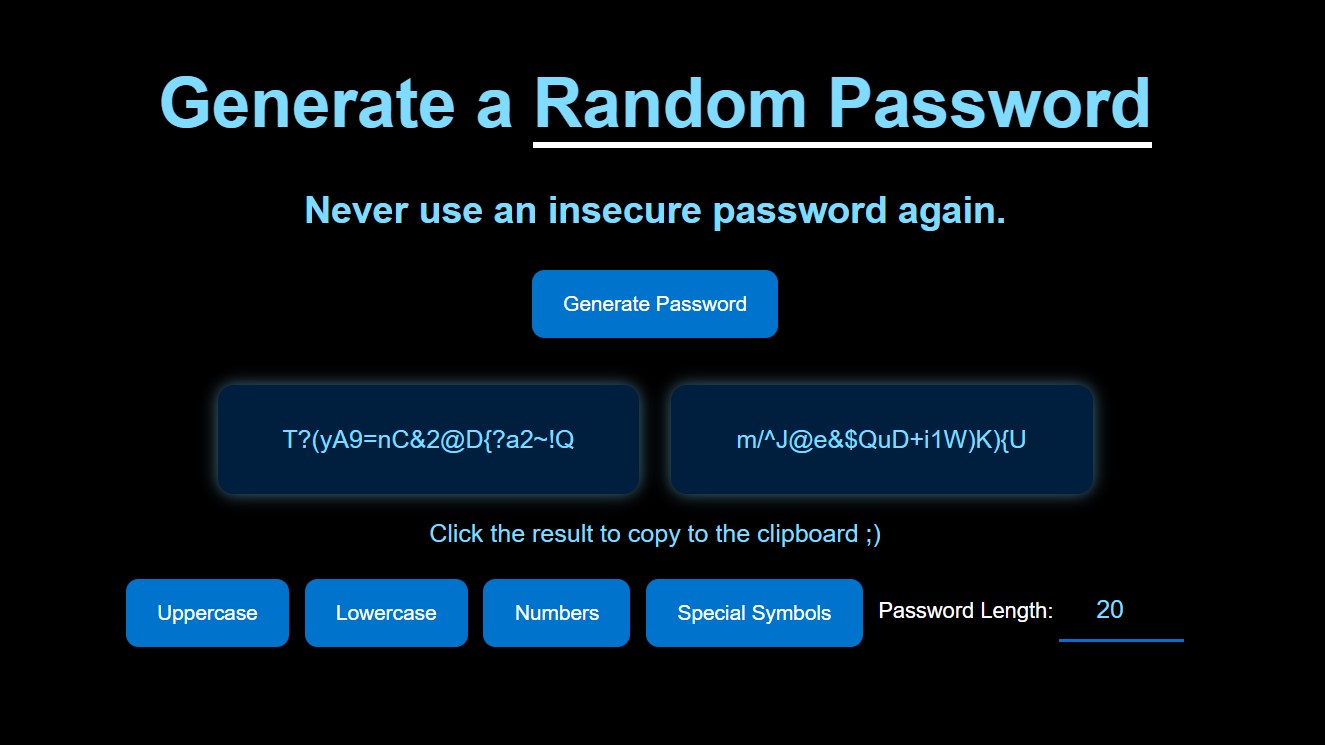 Generate a Random Password
Never use an insecure password again.
Generate Password
T?(yA9=nC&2@D{?a2~!Q
m/^J@e&$QuD+i1W)K){U
Click the result to copy to the clipboard ;)
Uppercase Lowercase Numbers Special Symbols Password Length: 20